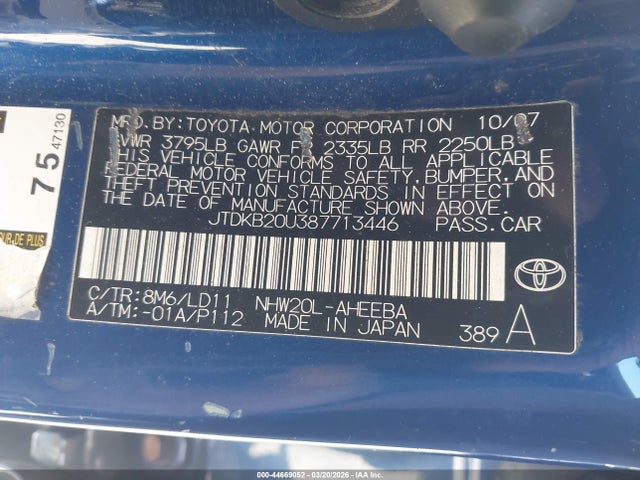 MFD. BY: TOYOTA MOTOR CORPORATION 10/07
GVWR 3795LB GAWR FR 2335LB RR 2250LB
THIS VEHICLE CONFORMS TO ALL APPLICABLE
FEDERAL MOTOR VEHICLE SAFETY, BUMPER, AND
THEFT PREVENTION STANDARDS IN EFFECT ON
THE DATE OF MANUFACTURE SHOWN ABOVE.
JTDKB20U387713446 PASS. CAR
C/TR: 8M6/LD11 NHW20L-AHEEBA
A/TM: -01A/P112 MADE IN JAPAN 389 A
75 47130
SUR. DE PLUS
000-44669052 | 03/20/2026 | IAA, Inc.